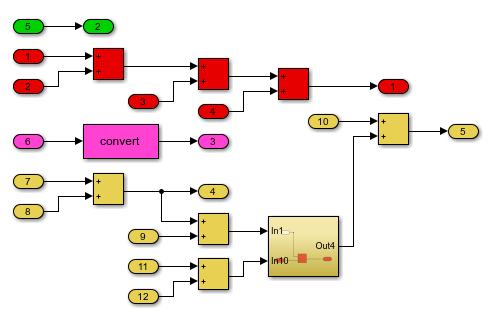 5 2
1 + +
2
+
3
+
4
1
10 + +
5
6 convert 3
7 + +
8
4
9 + +
In1 Out4
In10
11 + +
12